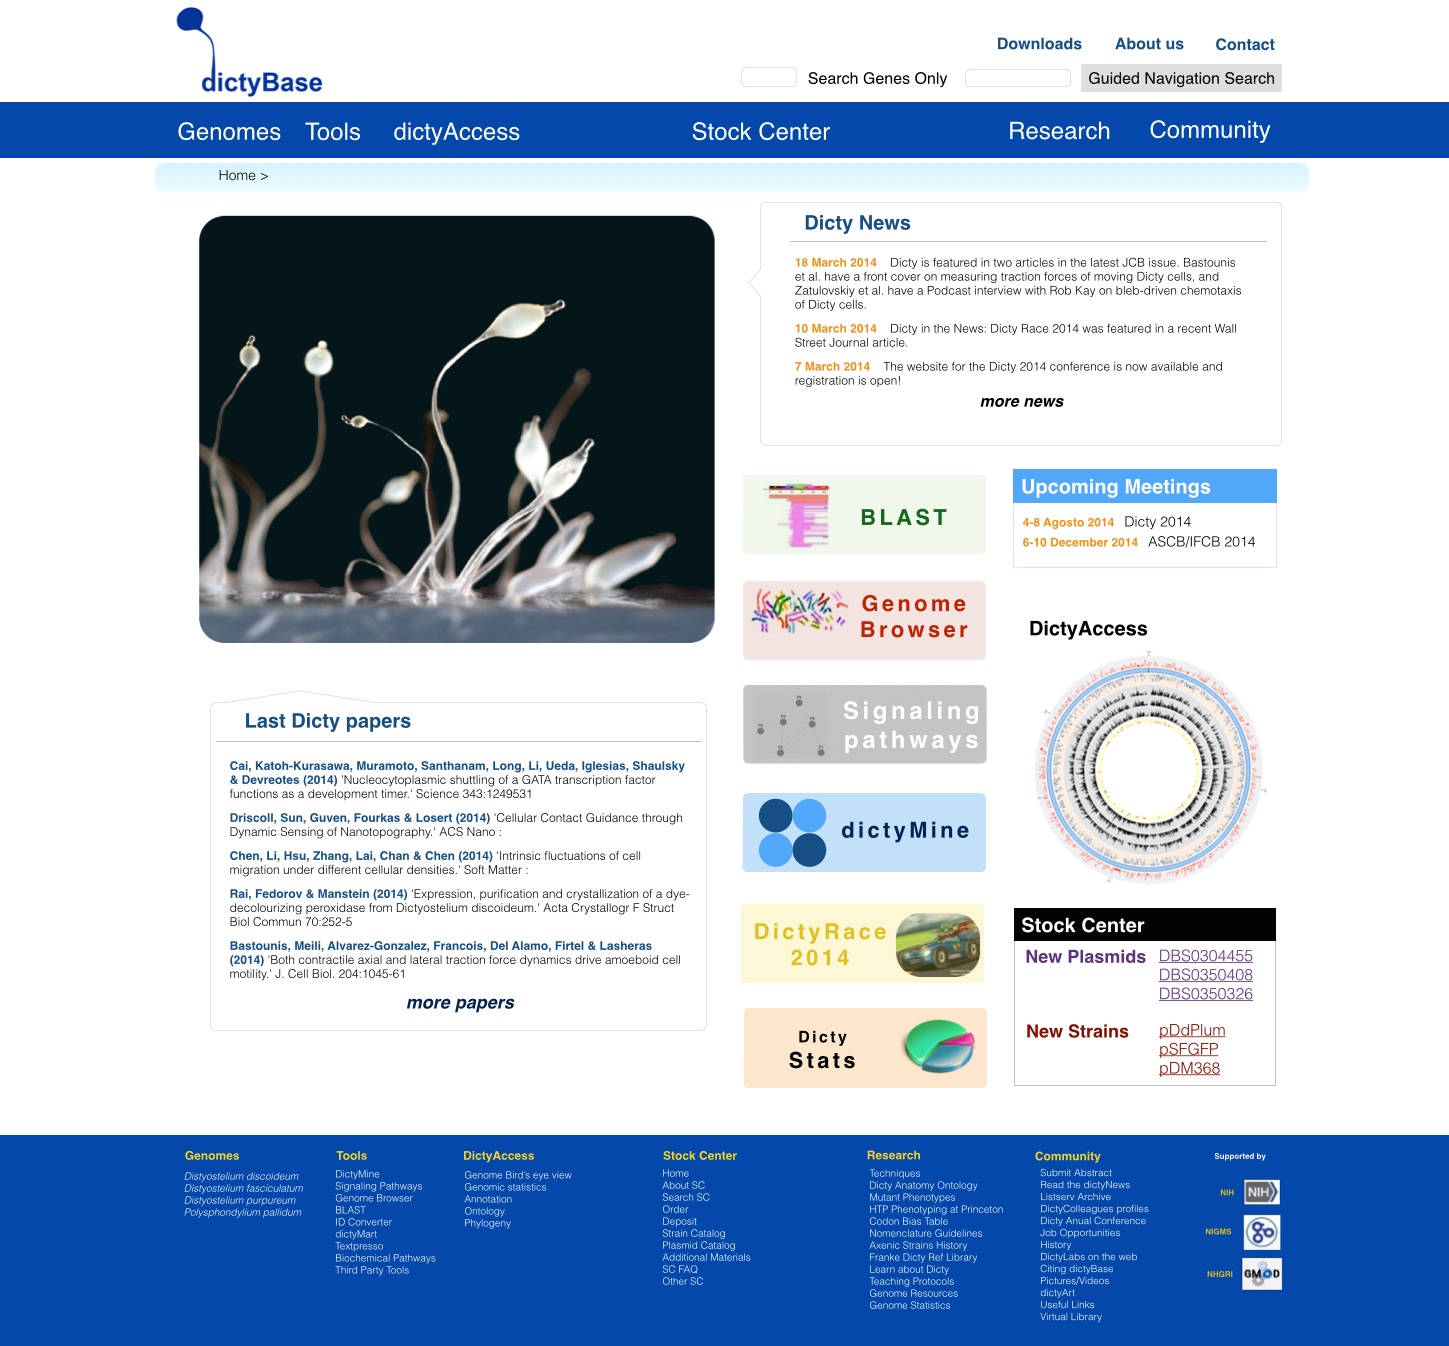 dictyBase
Downloads About us Contact
Search Genes Only Guided Navigation Search
Genomes Tools dictyAccess Stock Center Research Community
Home >
Dicty News
18 March 2014 Dicty is featured in two articles in the latest JCB issue. Bastounis
et al. have a front cover on measuring traction forces of moving Dicty cells, and
Zatulovskiy et al. have a Podcast interview with Rob Kay on bleb-driven chemotaxis
of Dicty cells.
10 March 2014 Dicty in the News: Dicty Race 2014 was featured in a recent Wall
Street Journal article.
7 March 2014 The website for the Dicty 2014 conference is now available and
registration is open!
more news
BLAST
Genome
Browser
Signaling
pathways
dictyMine
DictyRace
2014
Dicty
Stats
Upcoming Meetings
4-8 Agosto 2014 Dicty 2014
6-10 December 2014 ASCB/IFCB 2014
DictyAccess
Stock Center
New Plasmids DBS0304455
DBS0350408
DBS0350326
New Strains pDdPlum
pSFGFP
pDM368
Last Dicty papers
Cai, Katoh-Kurasawa, Muramoto, Santhanam, Long, Li, Ueda, Iglesias, Shaulsky
& Devreotes (2014) 'Nucleocytoplasmic shuttling of a GATA transcription factor
functions as a development timer.' Science 343:1249531
Driscoll, Sun, Guven, Fourkas & Losert (2014) 'Cellular Contact Guidance through
Dynamic Sensing of Nanotopography.' ACS Nano :
Chen, Li, Hsu, Zhang, Lai, Chan & Chen (2014) 'Intrinsic fluctuations of cell
migration under different cellular densities.' Soft Matter :
Rai, Fedorov & Manstein (2014) 'Expression, purification and crystallization of a dye-
decolourizing peroxidase from Dictyostelium discoideum.' Acta Crystallogr F Struct
Biol Commun 70:252-5
Bastounis, Meili, Alvarez-Gonzalez, Francois, Del Alamo, Firtel & Lasheras
(2014) 'Both contractile axial and lateral traction force dynamics drive amoeboid cell
motility.' J. Cell Biol. 204:1045-61
more papers
Genomes
Distyostelium discoideum
Distyostelium fasciculatum
Distyostelium purpureum
Polysphondylium pallidum
Tools
DictyMine
Signaling Pathways
Genome Browser
BLAST
ID Converter
dictyMart
Textpresso
Biochemical Pathways
Third Party Tools
DictyAccess
Genome Bird's eye view
Genomic statistics
Annotation
Ontology
Phylogeny
Stock Center
Home
About SC
Search SC
Order
Deposit
Strain Catalog
Plasmid Catalog
Additional Materials
SC FAQ
Other SC
Research
Techniques
Dicty Anatomy Ontology
Mutant Phenotypes
HTP Phenotyping at Princeton
Codon Bias Table
Nomenclature Guidelines
Axenic Strains History
Franke Dicty Ref Library
Learn about Dicty
Teaching Protocols
Genome Resources
Genome Statistics
Community
Submit Abstract
Read the dictyNews
Listserv Archive
DictyColleagues profiles
Dicty Anual Conference
Job Opportunities
History
DictyLabs on the web
Citing dictyBase
Pictures/Videos
dictyArt
Useful Links
Virtual Library
Supported by
NIH NIH
NIGMS
NHGRI GMOD